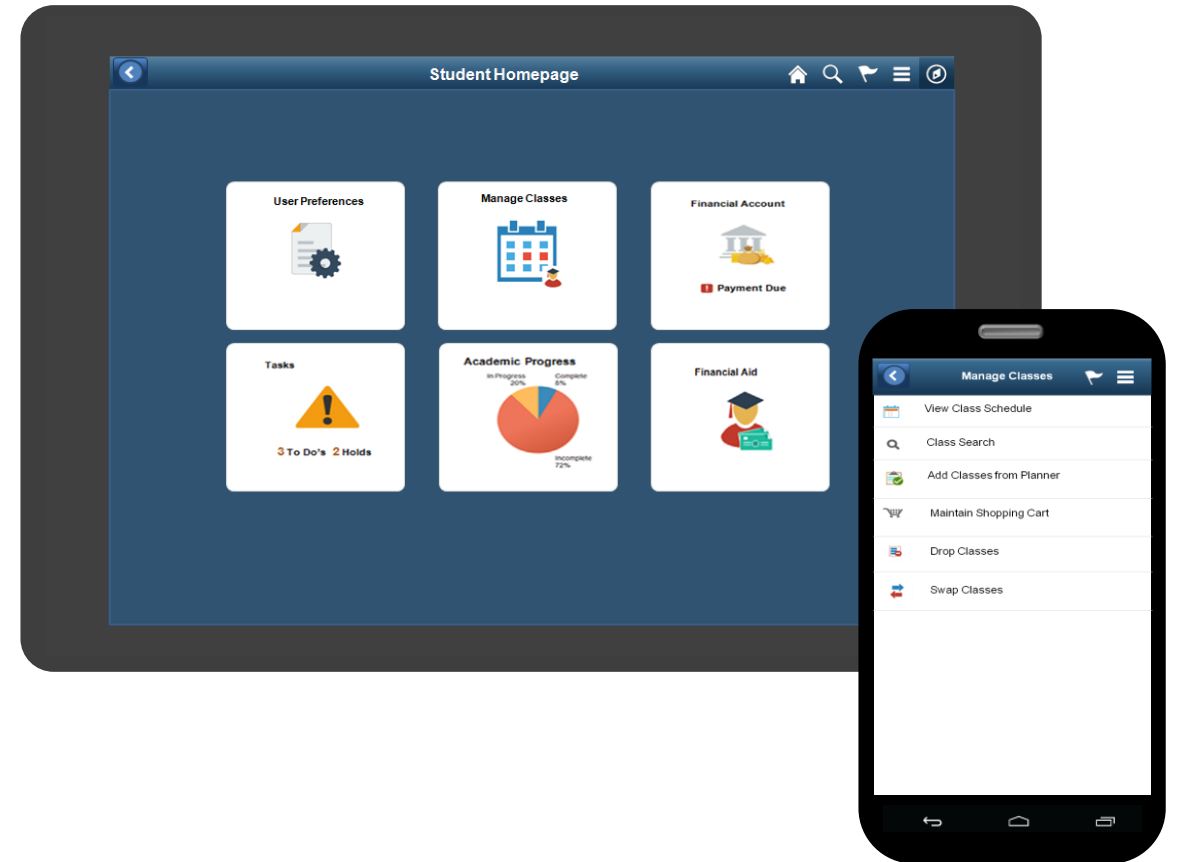 Student Homepage
User Preferences
Manage Classes
Financial Account
Payment Due
Tasks
3 To Do's 2 Holds
Academic Progress
In Progress
20%
Complete
8%
Incomplete
72%
Financial Aid
Manage Classes
View Class Schedule
Class Search
Add Classes from Planner
Maintain Shopping Cart
Drop Classes
Swap Classes